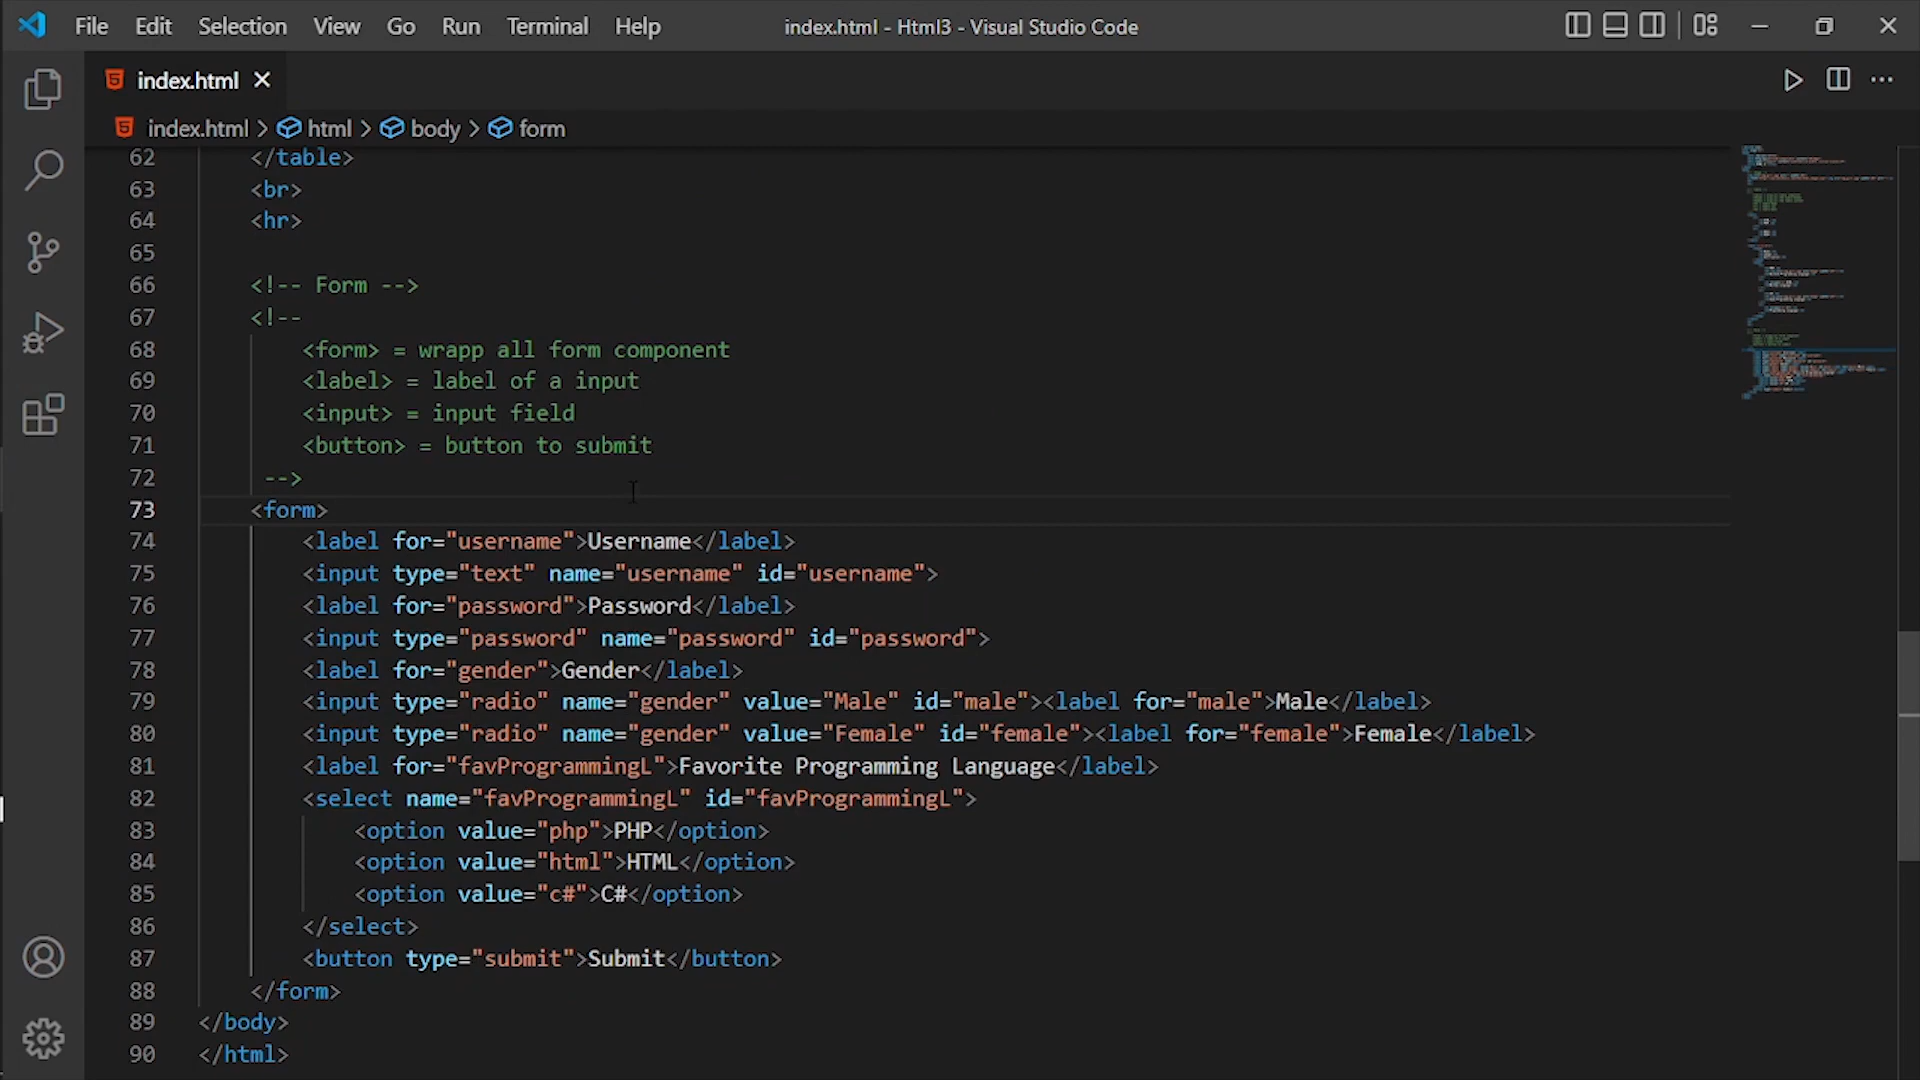 File Edit Selection View Go Run Terminal Help index.html - Html3 - Visual Studio Code
index.html
index.html > html > body > form
62 </table>
63 <br>
64 <hr>
65
66 <!-- Form -->
67 <!--
68 <form> = wrapp all form component
69 <label> = label of a input
70 <input> = input field
71 <button> = button to submit
72 -->
73 <form>
74 <label for="username">Username</label>
75 <input type="text" name="username" id="username">
76 <label for="password">Password</label>
77 <input type="password" name="password" id="password">
78 <label for="gender">Gender</label>
79 <input type="radio" name="gender" value="Male" id="male"><label for="male">Male</label>
80 <input type="radio" name="gender" value="Female" id="female"><label for="female">Female</label>
81 <label for="favProgrammingL">Favorite Programming Language</label>
82 <select name="favProgrammingL" id="favProgrammingL">
83 <option value="php">PHP</option>
84 <option value="html">HTML</option>
85 <option value="c#">C#</option>
86 </select>
87 <button type="submit">Submit</button>
88 </form>
89 </body>
90 </html>